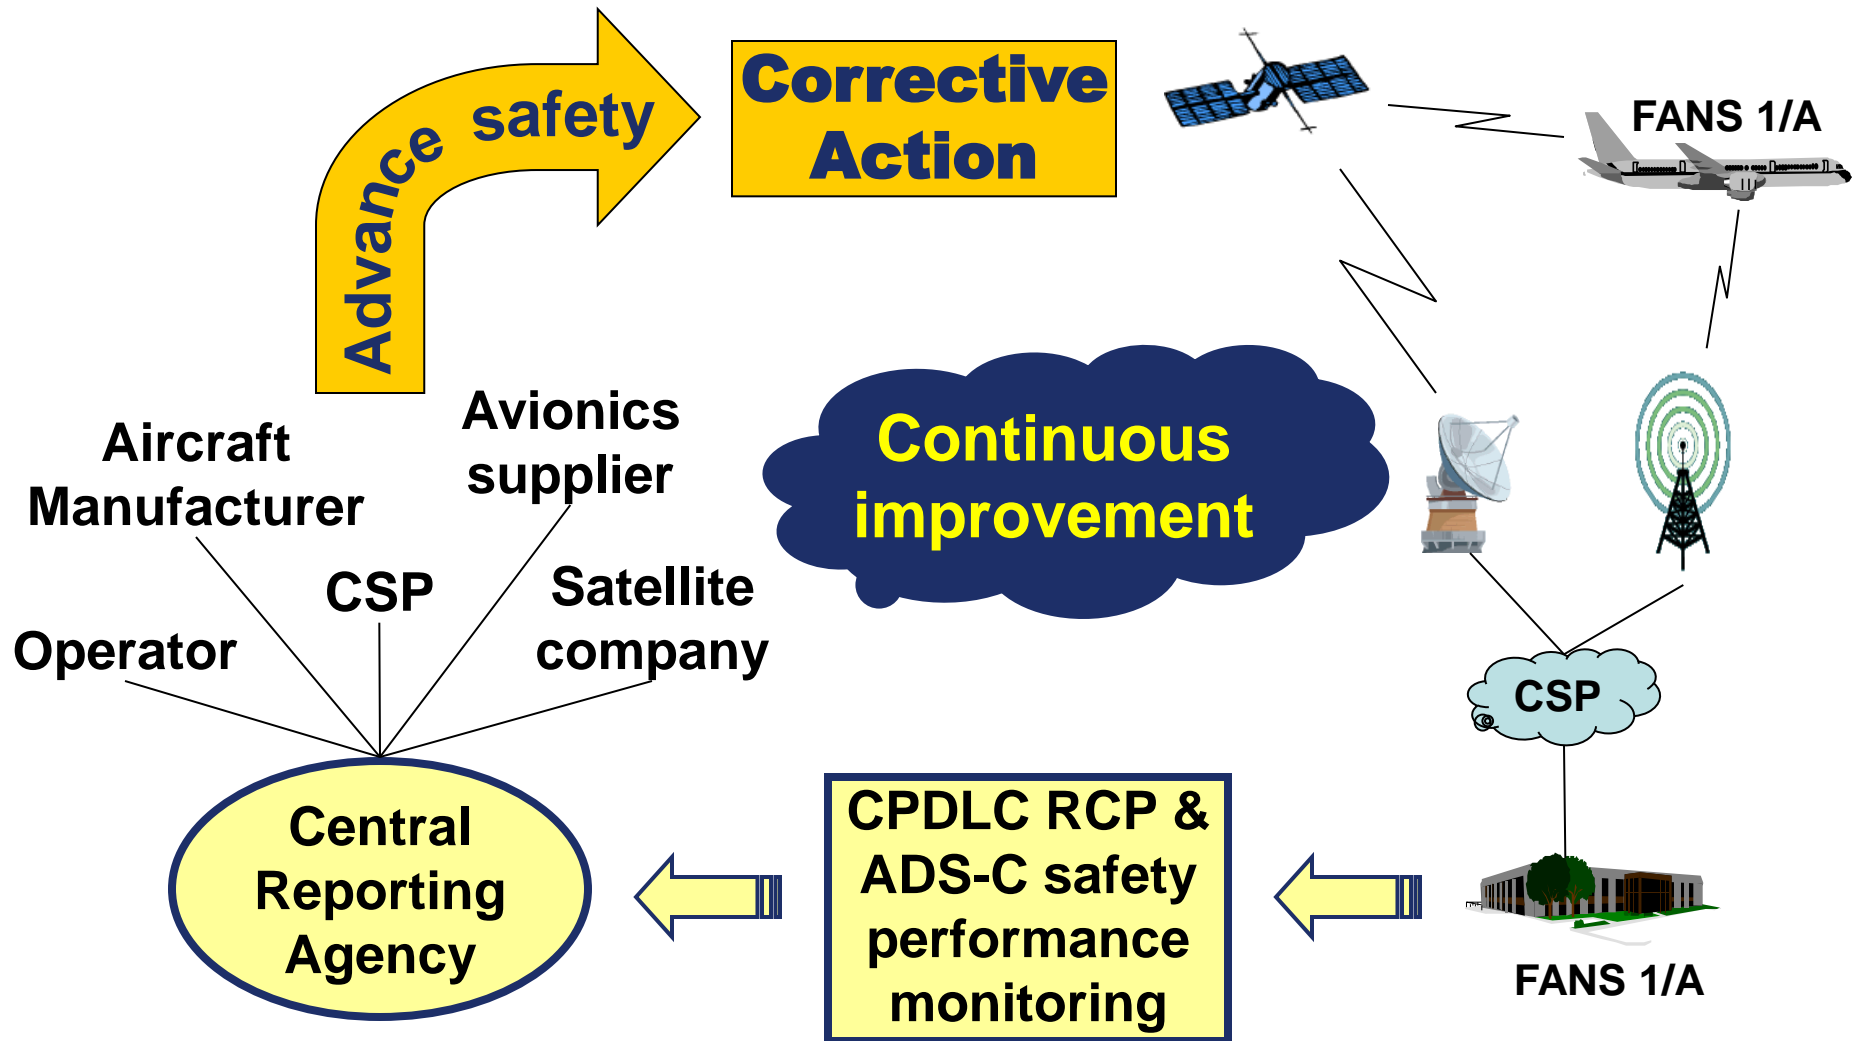 Advance safety
Corrective
Action
FANS 1/A
Aircraft
Manufacturer
Avionics
supplier
Continuous
improvement
CSP
Satellite
company
Operator
CSP
Central
Reporting
Agency
CPDLC RCP &
ADS-C safety
performance
monitoring
FANS 1/A